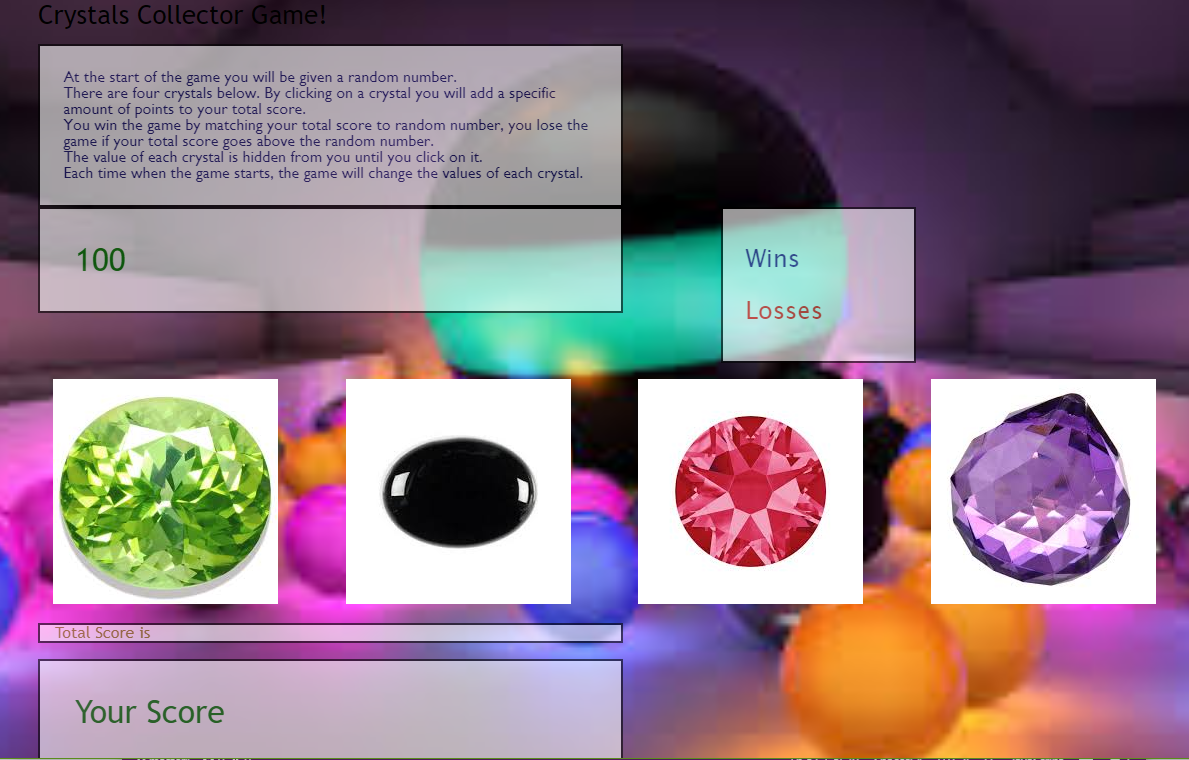 Crystals Collector Game!
At the start of the game you will be given a random number.
There are four crystals below. By clicking on a crystal you will add a specific
amount of points to your total score.
You win the game by matching your total score to random number, you lose the
game if your total score goes above the random number.
The value of each crystal is hidden from you until you click on it.
Each time when the game starts, the game will change the values of each crystal.
100
Wins
Losses
Total Score is
Your Score